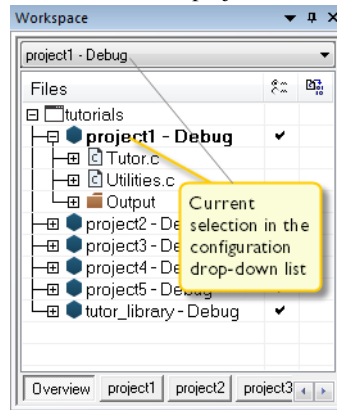 Workspace
project1 - Debug
Files
tutorials
project1 - Debug
Tutor.c
Utilities.c
Output
project2 - De
project3 - De
project4 - De
project5 - Debug
tutor_library - Debug
Current
selection in the
configuration
drop-down list
Overview project1 project2 project3